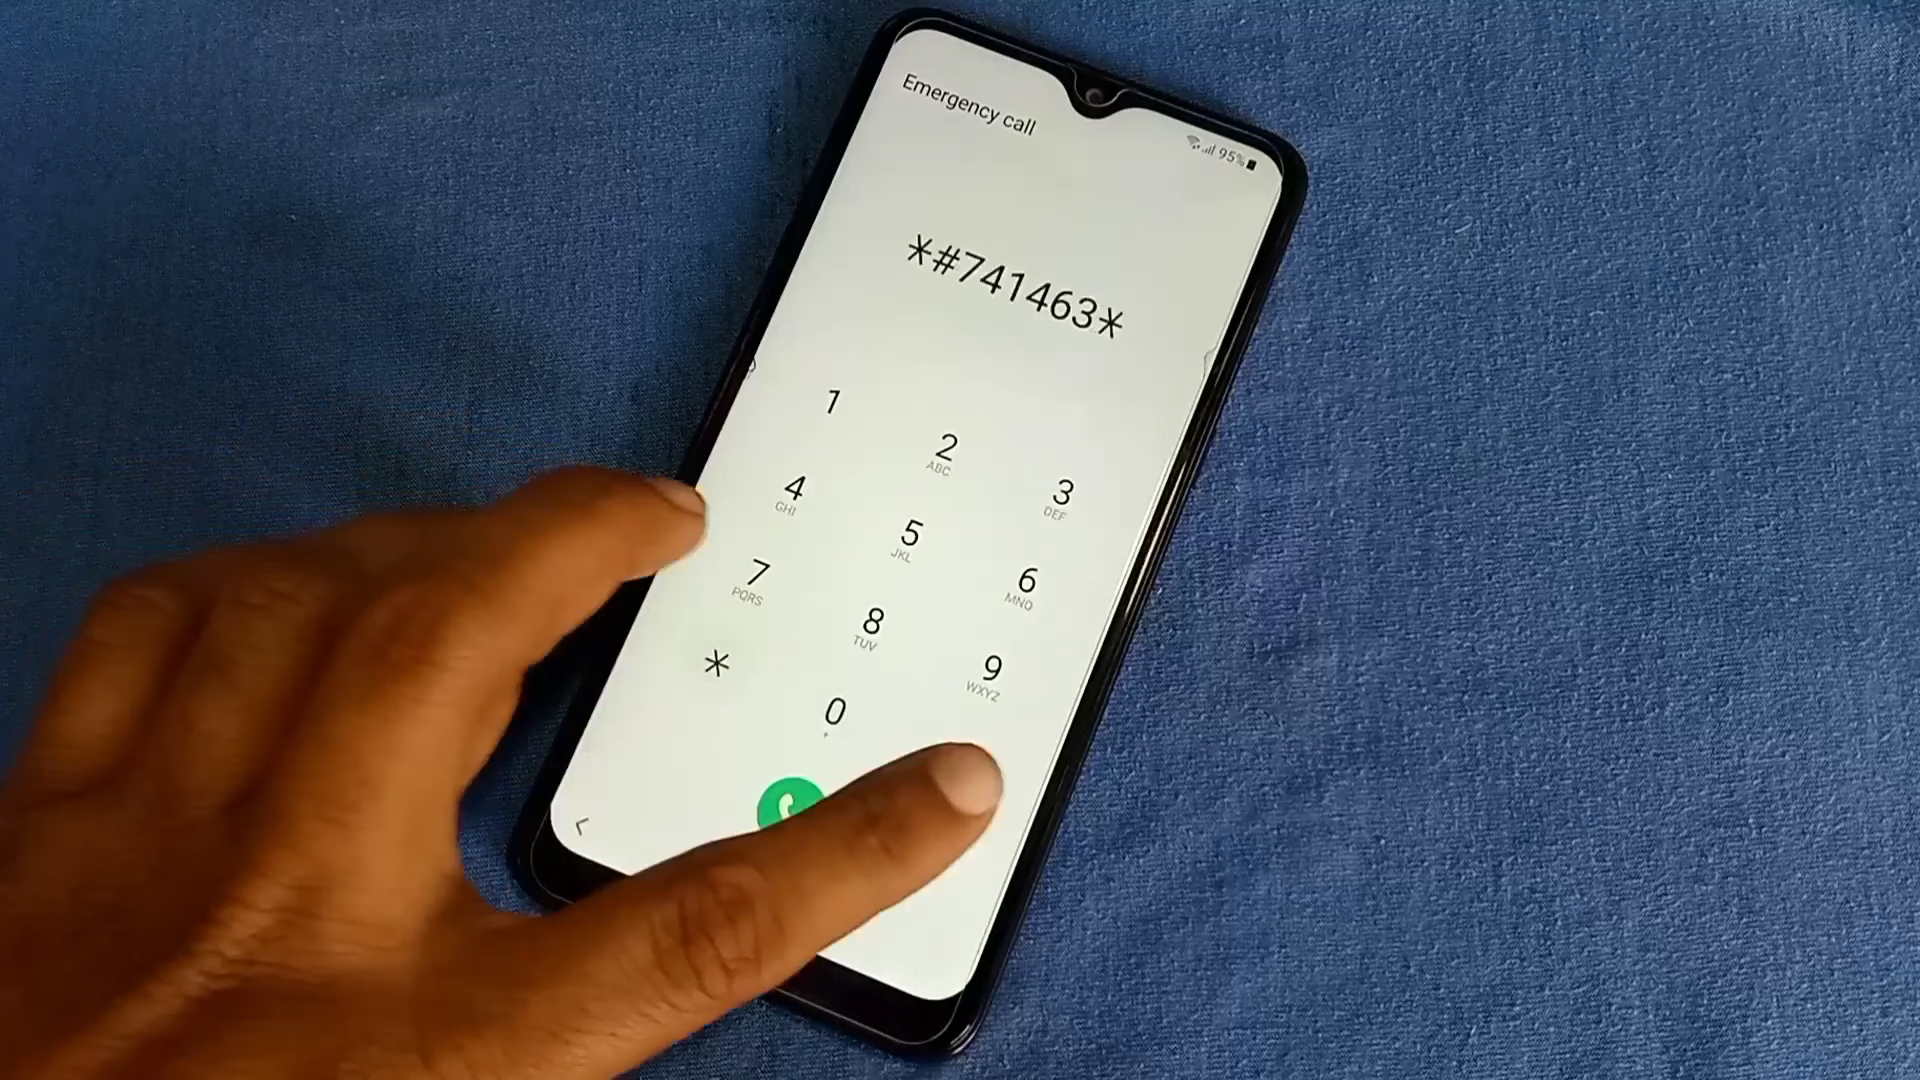 Emergency call
95%
*#741463*
1
2
ABC
3
DEF
4
GHI
5
JKL
6
MNO
7
PQRS
8
TUV
9
WXYZ
*
0
+